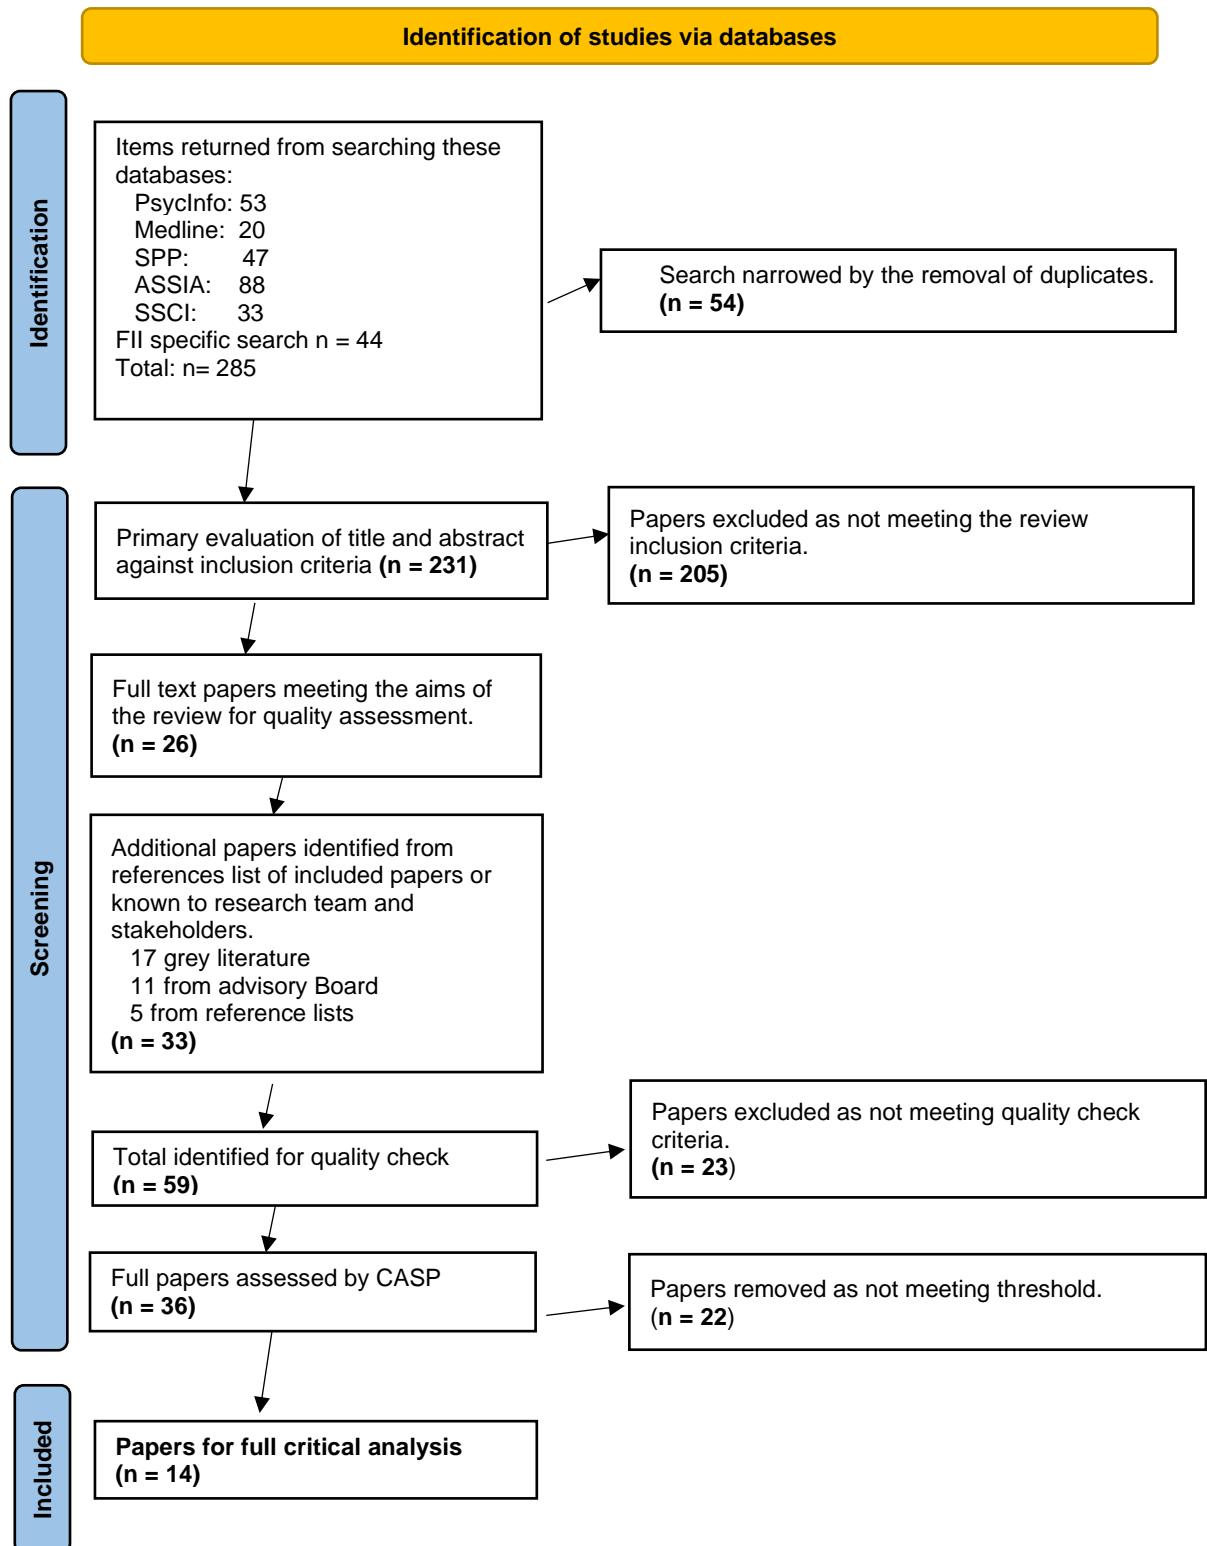 Identification of studies via databases
Identification
Items returned from searching these
databases:
PsycInfo: 53
Medline: 20
SPP: 47
ASSIA: 88
SSCI: 33
FII specific search n = 44
Total: n= 285
Search narrowed by the removal of duplicates.
(n = 54)
Screening
Primary evaluation of title and abstract
against inclusion criteria (n = 231)
Papers excluded as not meeting the review
inclusion criteria.
(n = 205)
Full text papers meeting the aims of
the review for quality assessment.
(n = 26)
Additional papers identified from
references list of included papers or
known to research team and
stakeholders.
17 grey literature
11 from advisory Board
5 from reference lists
(n = 33)
Total identified for quality check
(n = 59)
Papers excluded as not meeting quality check
criteria.
(n = 23)
Full papers assessed by CASP
(n = 36)
Papers removed as not meeting threshold.
(n = 22)
Included
Papers for full critical analysis
(n = 14)